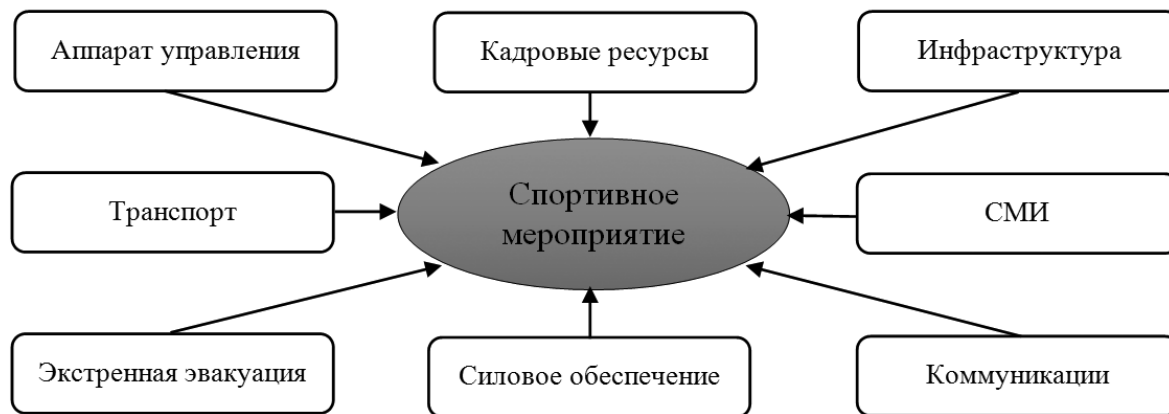 Аппарат управления
Кадровые ресурсы
Инфраструктура
Транспорт
Спортивное
мероприятие
СМИ
Экстренная эвакуация
Силовое обеспечение
Коммуникации